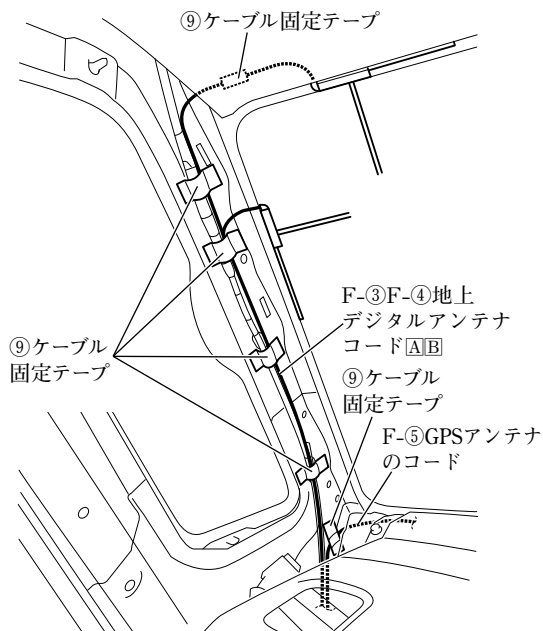 ⑨ケーブル固定テープ
F-③F-④地上
デジタルアンテナ
コード🄰🄱
⑨ケーブル
固定テープ
⑨ケーブル
固定テープ
F-⑤GPSアンテナ
のコード